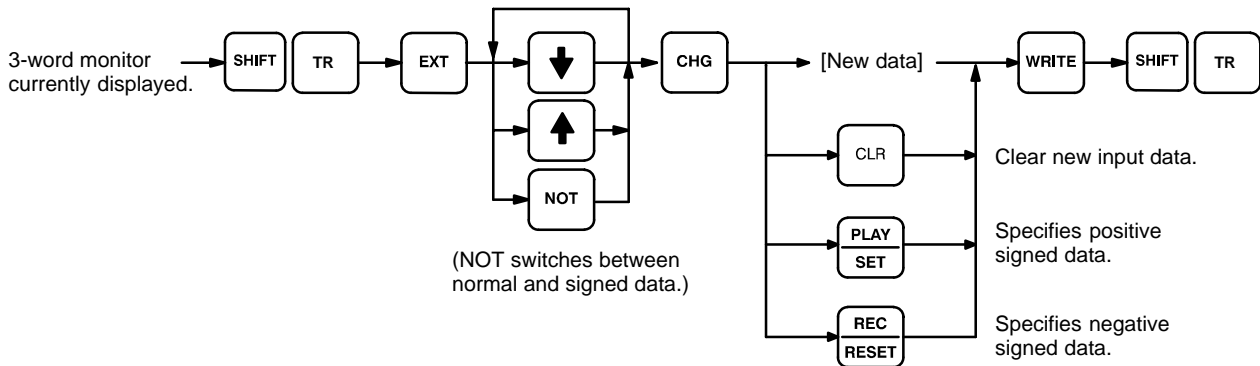 3-word monitor
currently displayed.
SHIFT
TR
EXT
CHG
[New data]
WRITE
SHIFT
TR
CLR
Clear new input data.
NOT
PLAY
SET
Specifies positive
signed data.
(NOT switches between
normal and signed data.)
REC
RESET
Specifies negative
signed data.